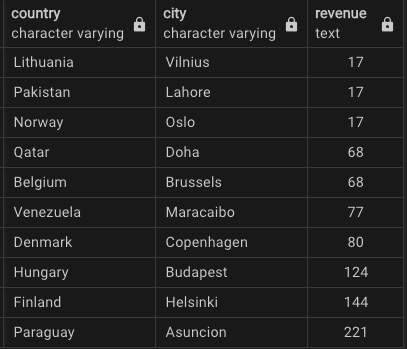 country city revenue
character varying character varying text
Lithuania Vilnius 17
Pakistan Lahore 17
Norway Oslo 17
Qatar Doha 68
Belgium Brussels 68
Venezuela Maracaibo 77
Denmark Copenhagen 80
Hungary Budapest 124
Finland Helsinki 144
Paraguay Asuncion 221